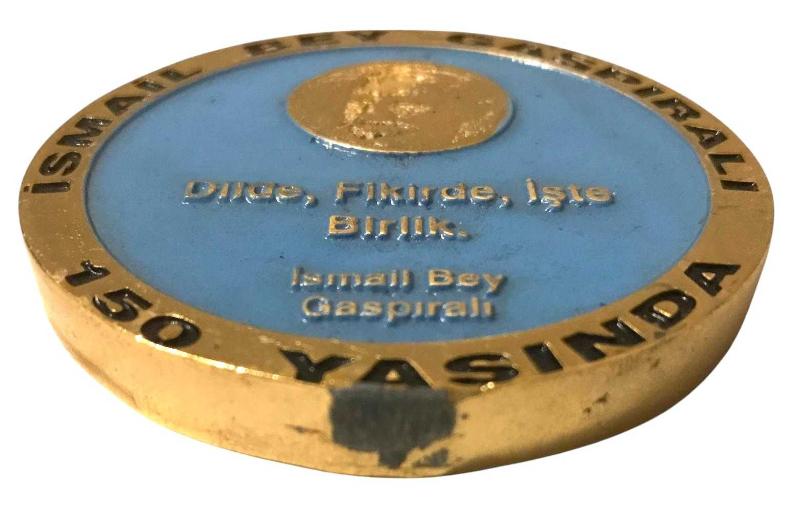 İSMAİL BEY GASPIRALI
Dilde, Fikirde, İşte
Birlik.
İsmail Bey
Gaspıralı
150 YAŞINDA